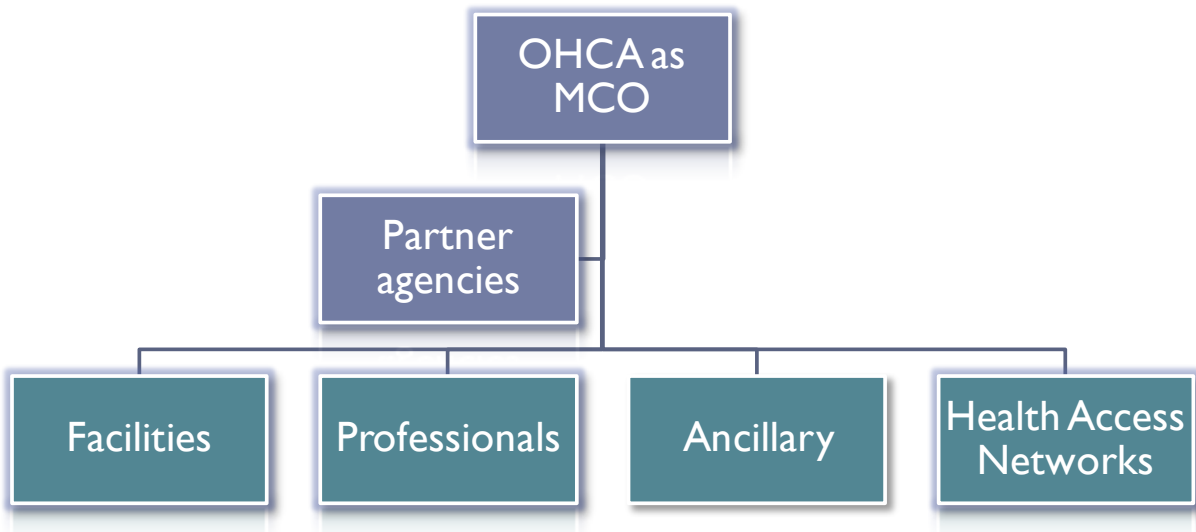 OHCA as
MCO
Partner
agencies
Facilities
Professionals
Ancillary
Health Access
Networks